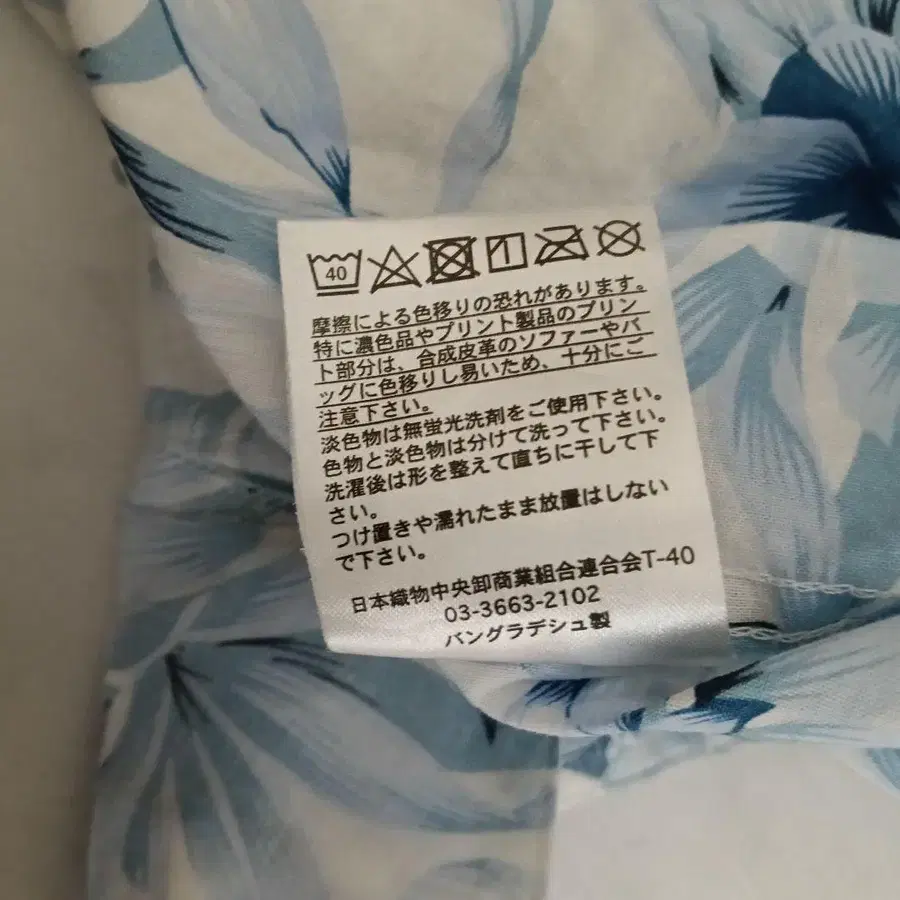 40
摩擦による色移りの恐れがあります。
特に濃色品やプリント製品のプリン
ト部分は、合成皮革のソファーやバ
ッグに色移りし易いため、十分にご
注意下さい。
淡色物は無蛍光洗剤をご使用下さい。
色物と淡色物は分けて洗って下さい。
洗濯後は形を整えて直ちに干して下
さい。
つけ置きや濡れたまま放置はしない
で下さい。
日本織物中央卸商業組合連合会T-40
03-3663-2102
バングラデシュ製